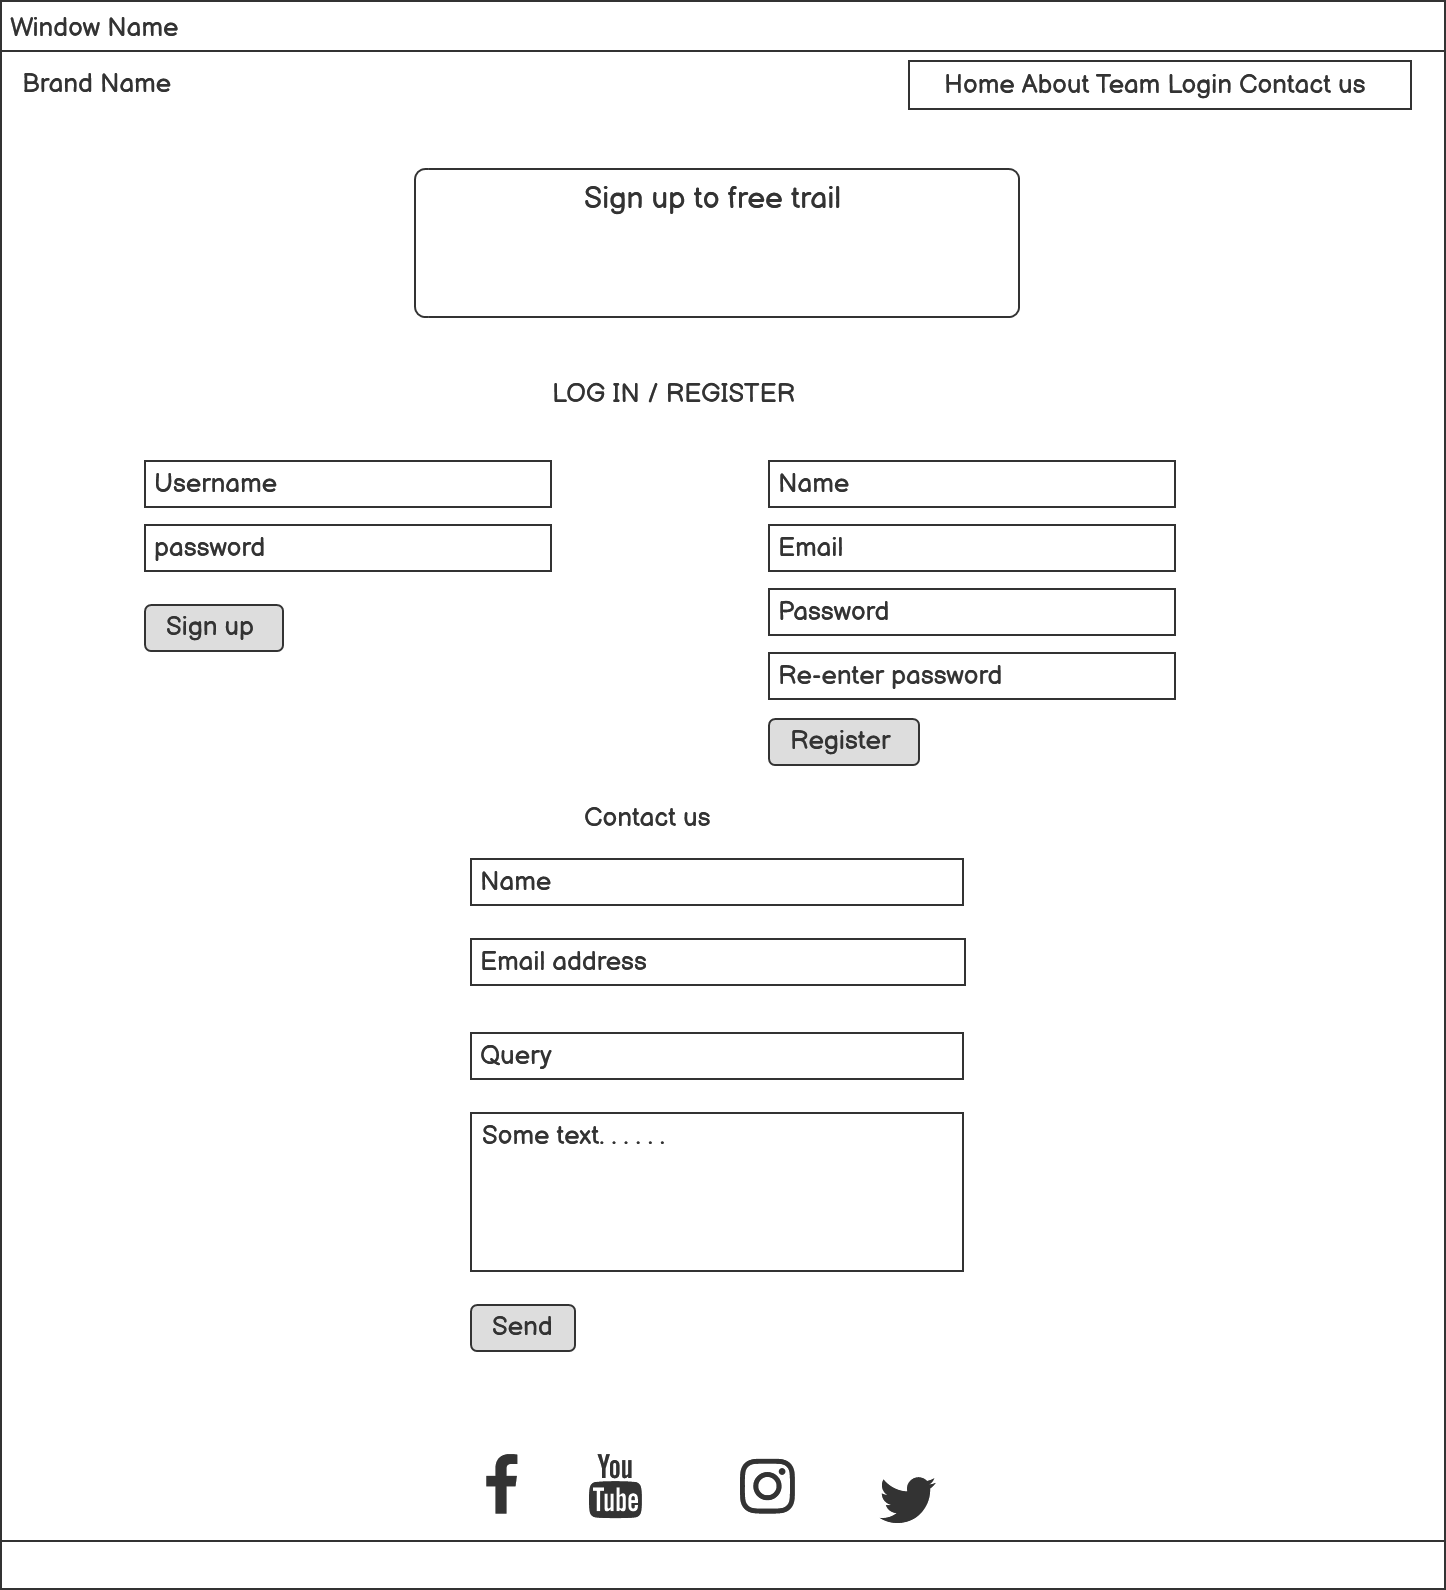 Window Name
Brand Name
Home About Team Login Contact us
Sign up to free trail
LOG IN / REGISTER
Username
password
Sign up
Name
Email
Password
Re-enter password
Register
Contact us
Name
Email address
Query
Some text. . . . . .
Send
You
Tube